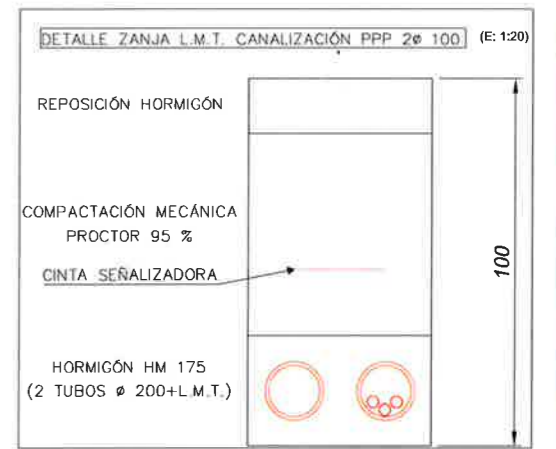 DETALLE ZANJA L.M.T. CANALIZACIÓN PPP 2ø 100 (E: 1:20)
REPOSICIÓN HORMIGÓN
COMPACTACIÓN MECÁNICA
PROCTOR 95 %
CINTA SEÑALIZADORA
100
HORMIGÓN HM 175
(2 TUBOS ø 200+L.M.T.)